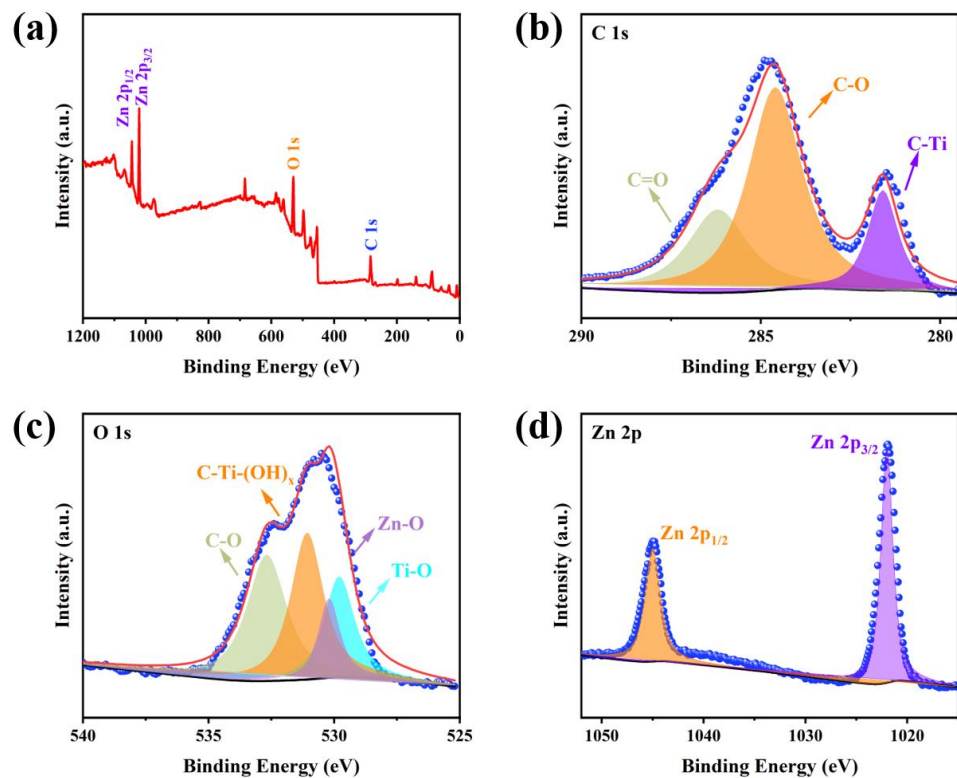 (a)
Zn 2p1/2
Zn 2p3/2
O 1s
C 1s
Intensity (a.u.)
1200 1000 800 600 400 200 0
Binding Energy (eV)
(b)
C 1s
C-O
C-Ti
C=O
Intensity (a.u.)
290 285 280
Binding Energy (eV)
(c)
O 1s
C-Ti-(OH)x
Zn-O
C-O
Ti-O
Intensity (a.u.)
540 535 530 525
Binding Energy (eV)
(d)
Zn 2p
Zn 2p3/2
Zn 2p1/2
Intensity (a.u.)
1050 1040 1030 1020
Binding Energy (eV)